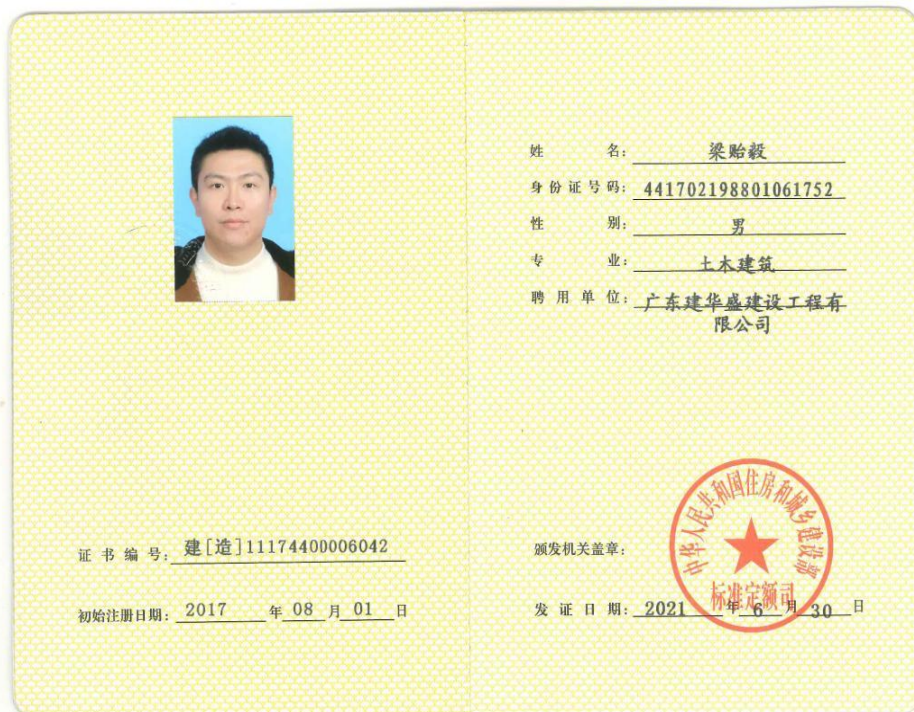 姓名: 梁贻毅
身份证号码: 441702198801061752
性别: 男
专业: 土木建筑
聘用单位: 广东建华盛建设工程有
限公司
证书编号: 建[造]11174400006042
初始注册日期: 2017 年 08 月 01 日
颁发机关盖章:
中华人民共和国住房和城乡建设部
标准定额司
发证日期: 2021 年 6 月 30 日